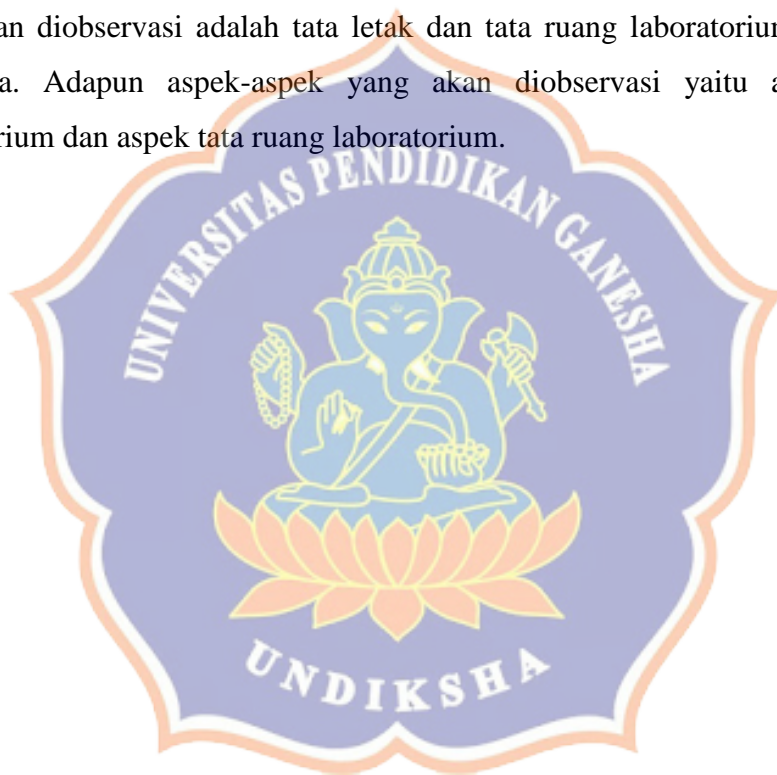 an diobservasi adalah tata letak dan tata ruang laboratorium
a. Adapun aspek-aspek yang akan diobservasi yaitu a
rium dan aspek tata ruang laboratorium.
UNIVERSITAS PENDIDIKAN GANESHA
UNDIKSHA